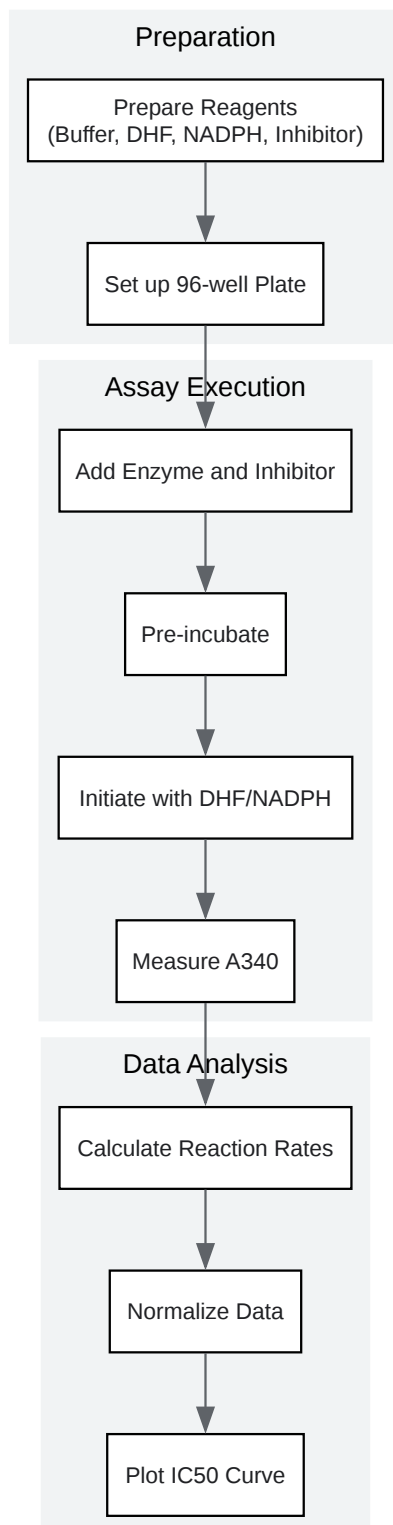 Preparation
Prepare Reagents
(Buffer, DHF, NADPH, Inhibitor)
Set up 96-well Plate
Assay Execution
Add Enzyme and Inhibitor
Pre-incubate
Initiate with DHF/NADPH
Measure A340
Data Analysis
Calculate Reaction Rates
Normalize Data
Plot IC50 Curve